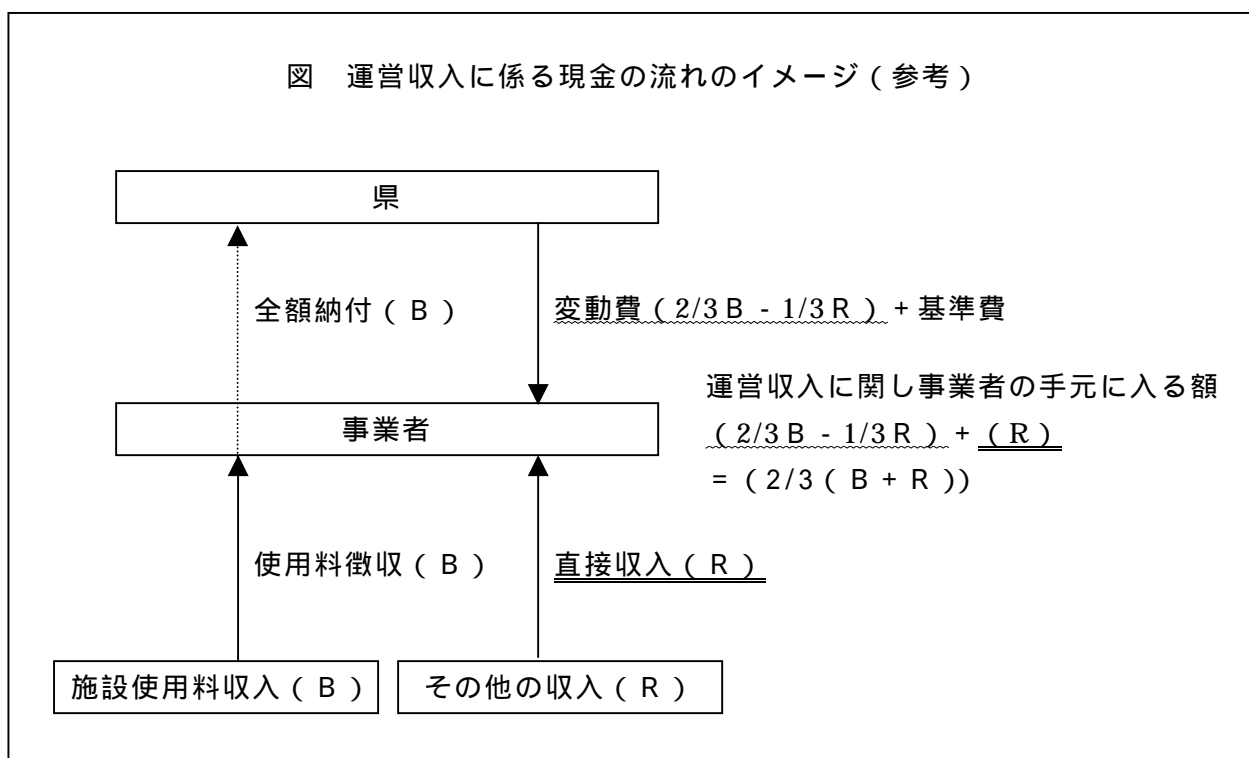 図 運営収入に係る現金の流れのイメージ(参考)
県
全額納付(B)
変動費(2/3B - 1/3R)+基準費
運営収入に関し事業者の手元に入る額
(2/3B - 1/3R)+(R)
=(2/3(B+R))
事業者
使用料徴収(B)
直接収入(R)
施設使用料収入(B)
その他の収入(R)